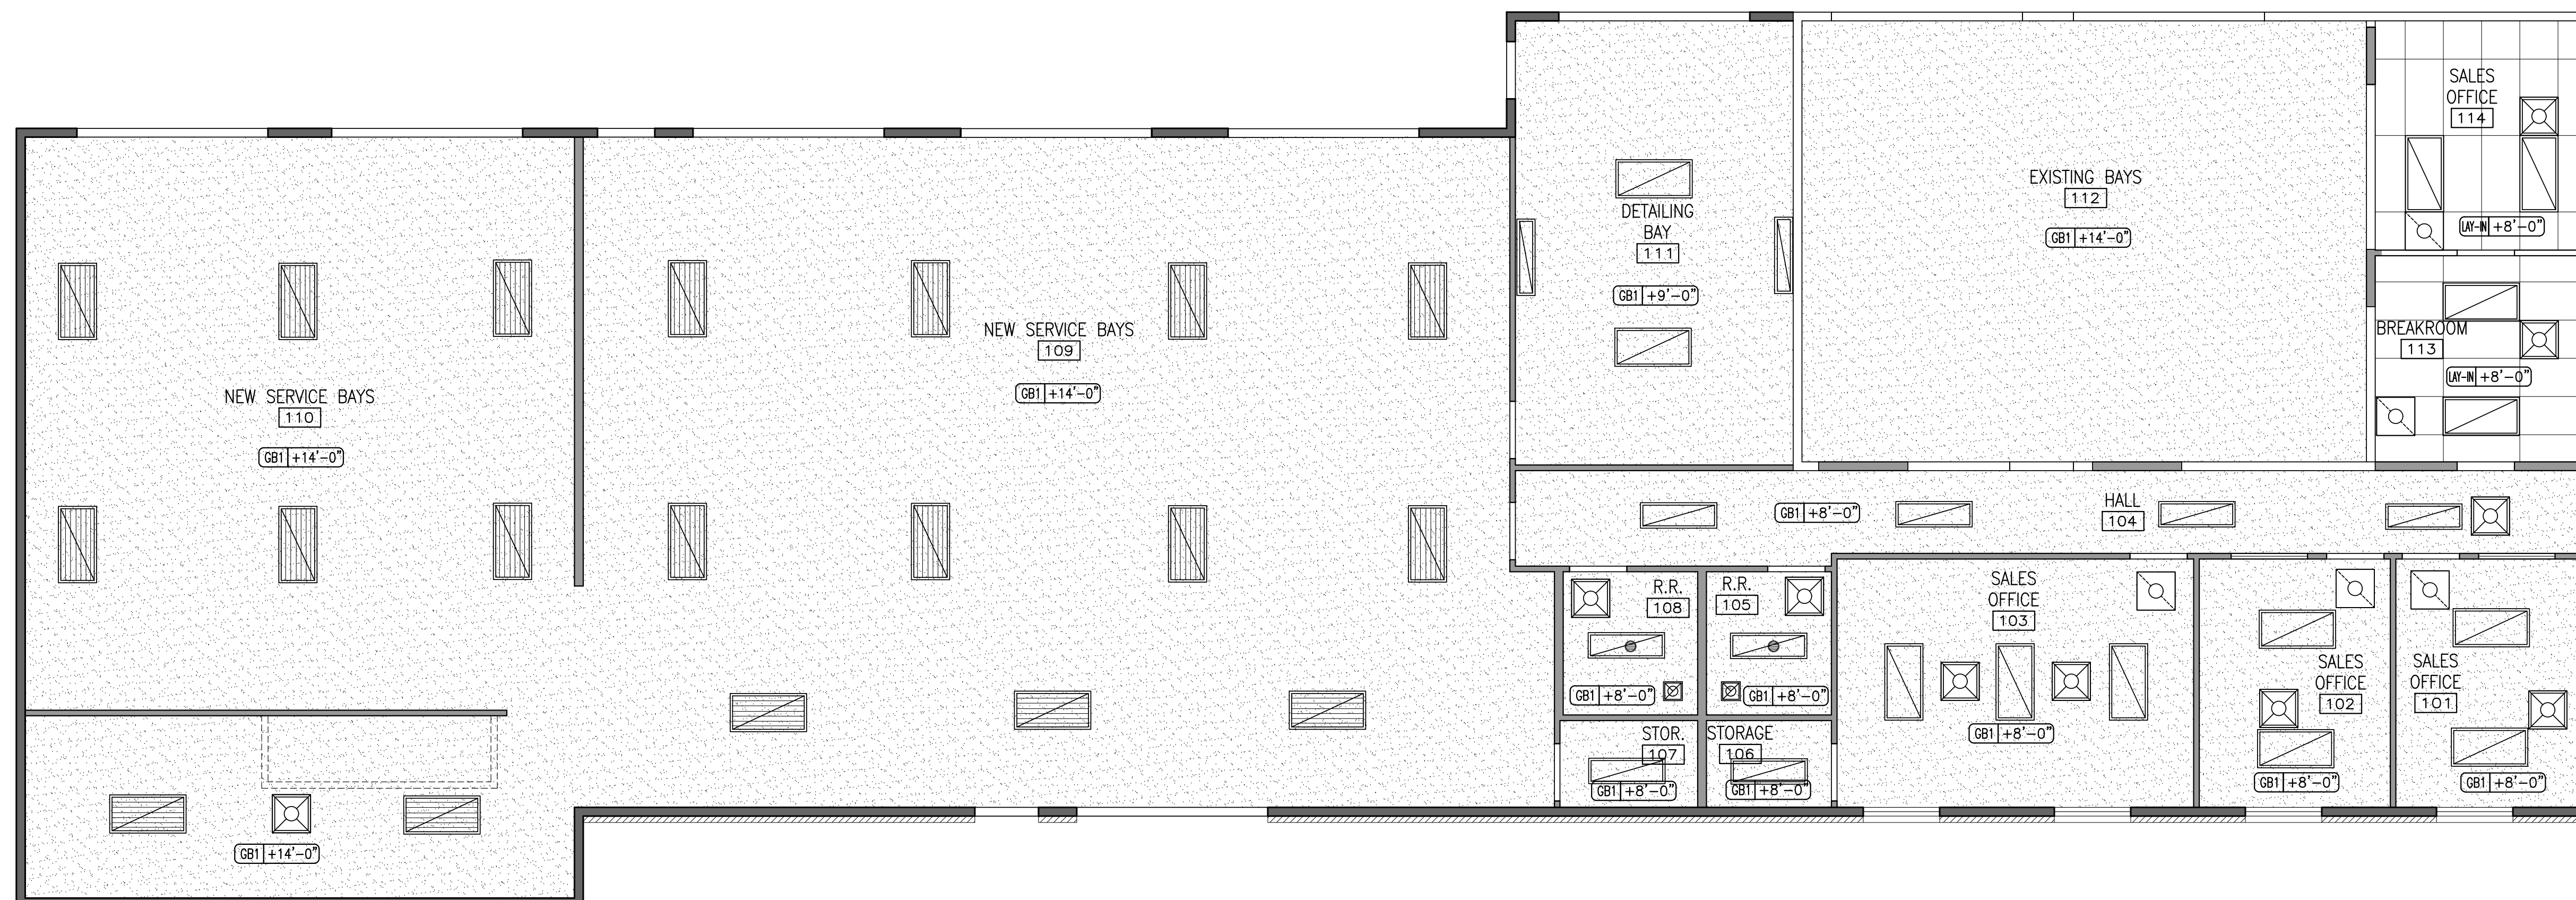 SALES
OFFICE
114
LAY-IN +8'-0"
EXISTING BAYS
112
GB1 +14'-0"
DETAILING
BAY
111
GB1 +9'-0"
BREAKROOM
113
LAY-IN +8'-0"
NEW SERVICE BAYS
109
GB1 +14'-0"
NEW SERVICE BAYS
110
GB1 +14'-0"
GB1 +8'-0"
HALL
104
R.R.
108
GB1 +8'-0"
R.R.
105
GB1 +8'-0"
SALES
OFFICE
103
GB1 +8'-0"
SALES
OFFICE
102
GB1 +8'-0"
SALES
OFFICE
101
GB1 +8'-0"
STOR.
107
GB1 +8'-0"
STORAGE
106
GB1 +8'-0"
GB1 +14'-0"